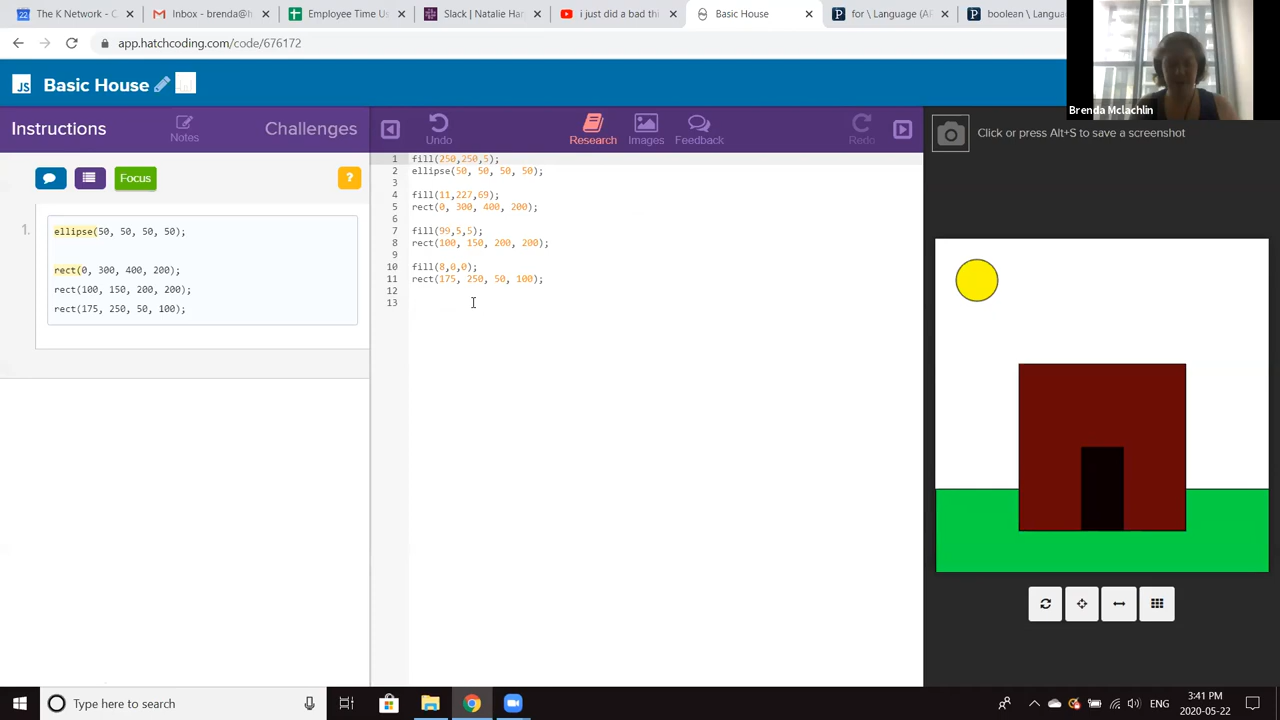 The K Network - C
Inbox - brenda@h
Employee Time Us
Slack | Natalie Har
i just did a bad thi
Basic House
for \ Language (AP
boolean \ Langua
app.hatchcoding.com/code/676172
JS
Basic House
Brenda Mclachlin
Instructions
Notes
Challenges
Undo
Research
Images
Feedback
Redo
Click or press Alt+S to save a screenshot
Focus
?
1.
ellipse(50, 50, 50, 50);
rect(0, 300, 400, 200);
rect(100, 150, 200, 200);
rect(175, 250, 50, 100);
1 fill(250,250,5);
2 ellipse(50, 50, 50, 50);
3
4 fill(11,227,69);
5 rect(0, 300, 400, 200);
6
7 fill(99,5,5);
8 rect(100, 150, 200, 200);
9
10 fill(8,0,0);
11 rect(175, 250, 50, 100);
12
13
Type here to search
ENG
3:41 PM
2020-05-22